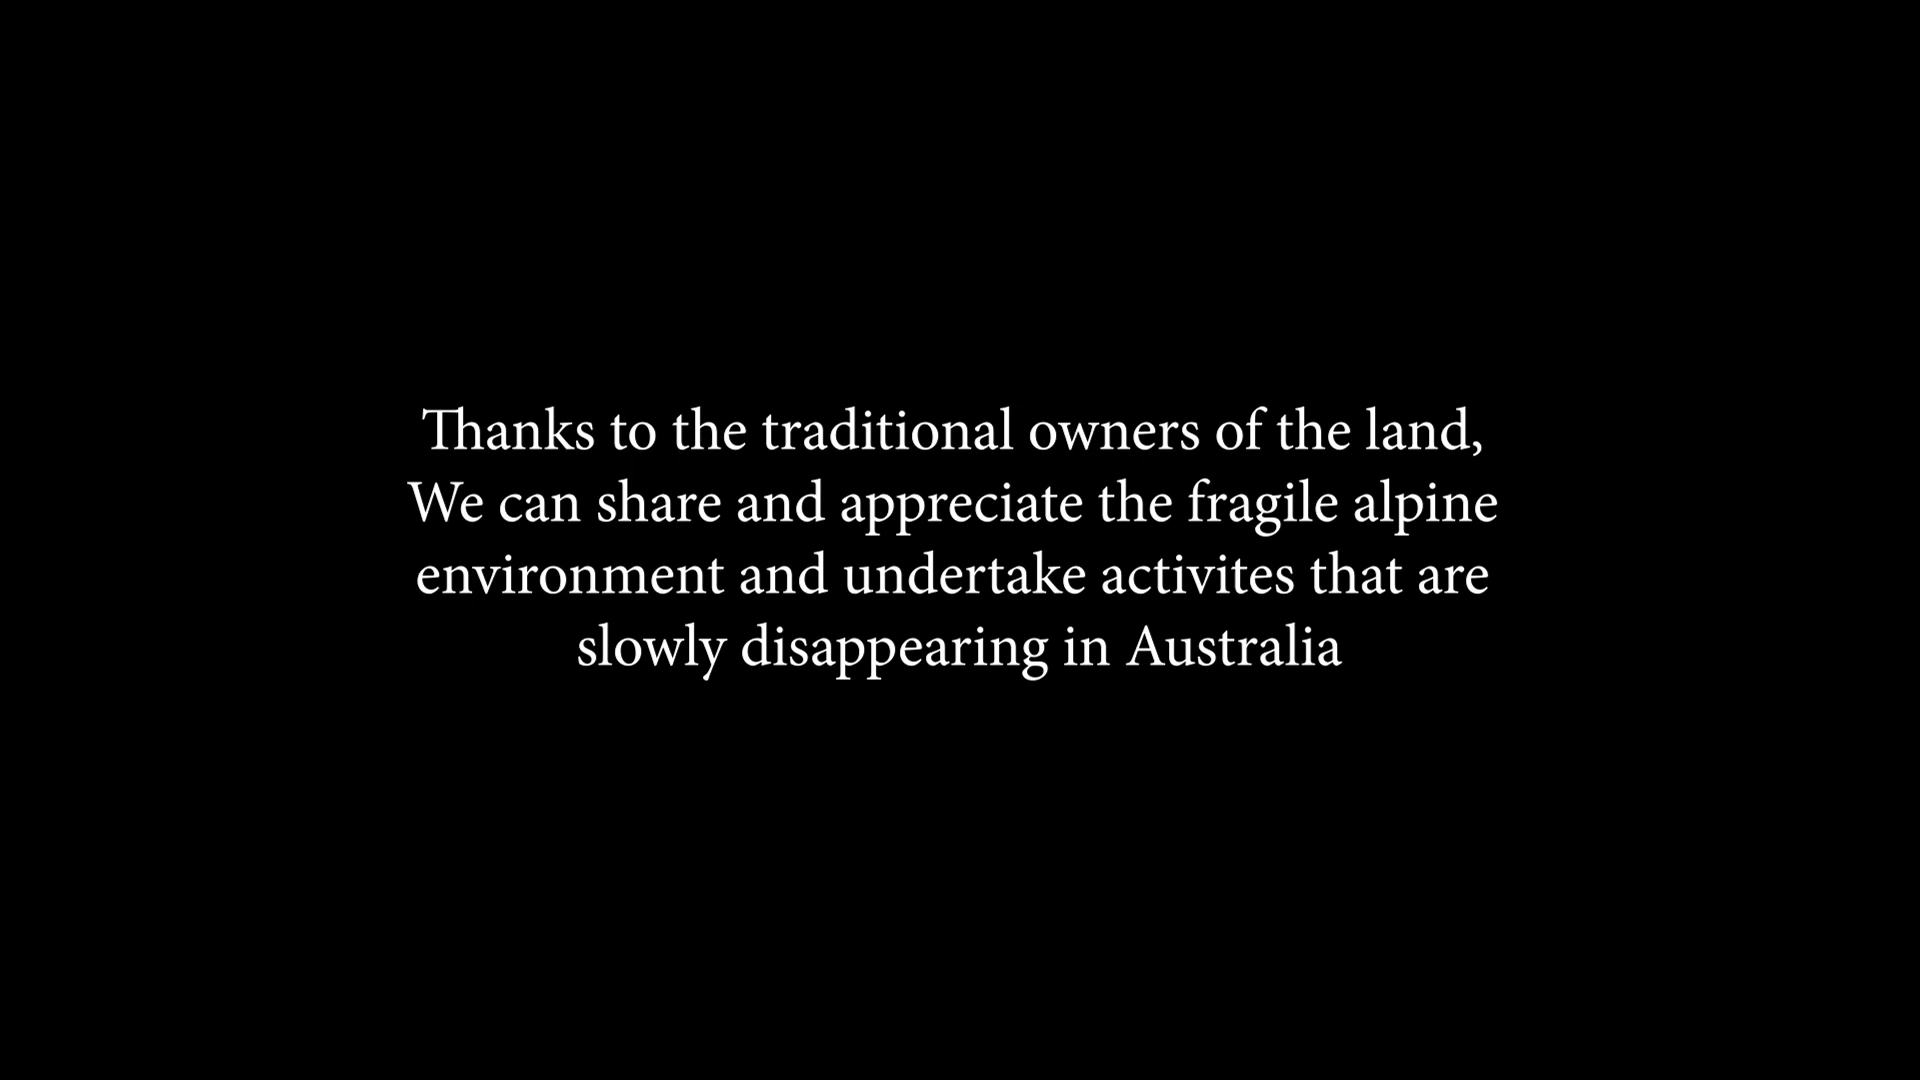 Thanks to the traditional owners of the land,
We can share and appreciate the fragile alpine
environment and undertake activites that are
slowly disappearing in Australia